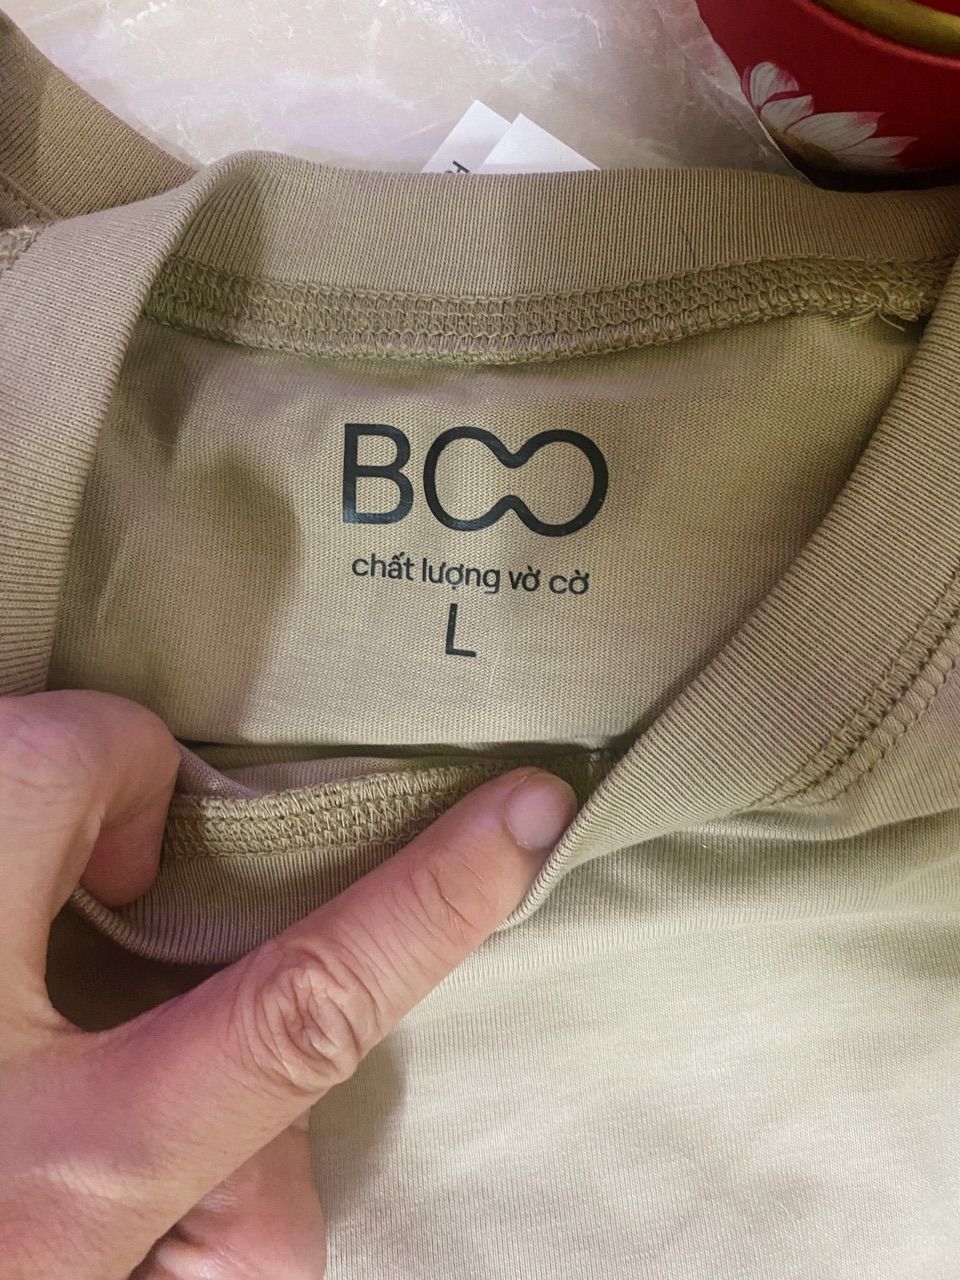 BOO
chất lượng vờ cờ
L